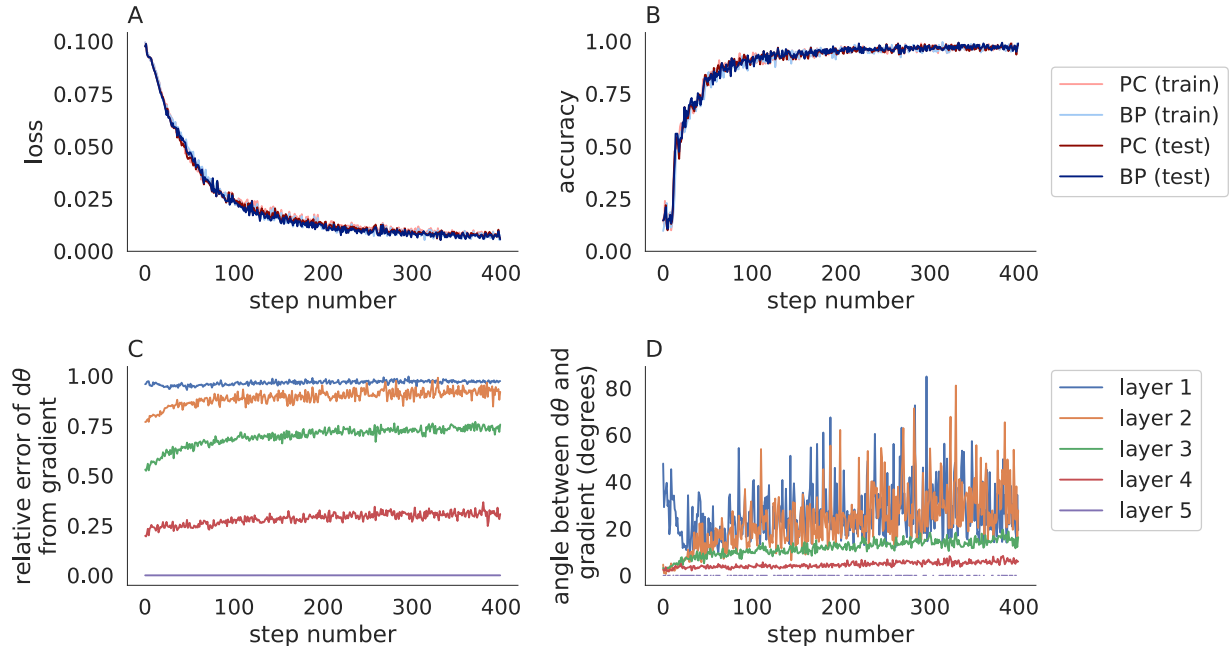 A
loss
0.100
0.075
0.050
0.025
0.000
0
100
200
300
400
step number
B
accuracy
1.00
0.75
0.50
0.25
0.00
0
100
200
300
400
step number
PC (train)
BP (train)
PC (test)
BP (test)
C
relative error of dθ
from gradient
1.00
0.75
0.50
0.25
0.00
0
100
200
300
400
step number
D
angle between dθ and
gradient (degrees)
80
60
40
20
0
0
100
200
300
400
step number
layer 1
layer 2
layer 3
layer 4
layer 5